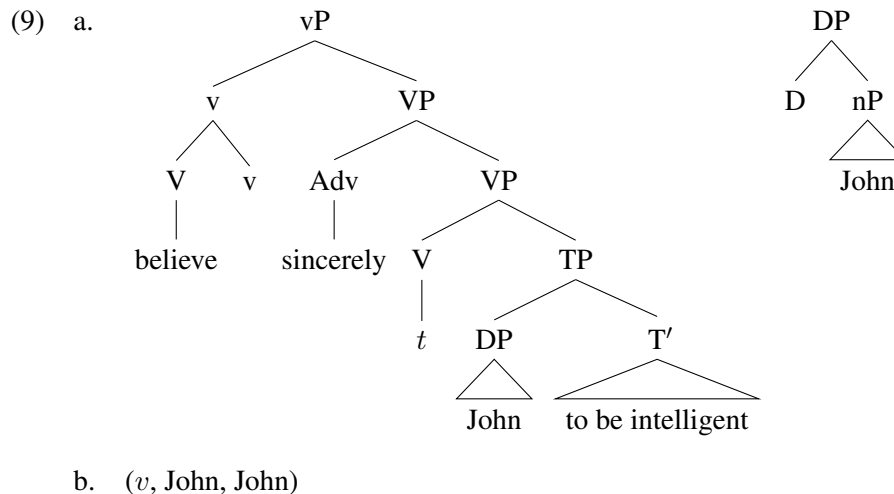 (9) a. vP DP
v VP D nP
V v Adv VP John
believe sincerely V TP
t DP T′
John to be intelligent
b. (v, John, John)